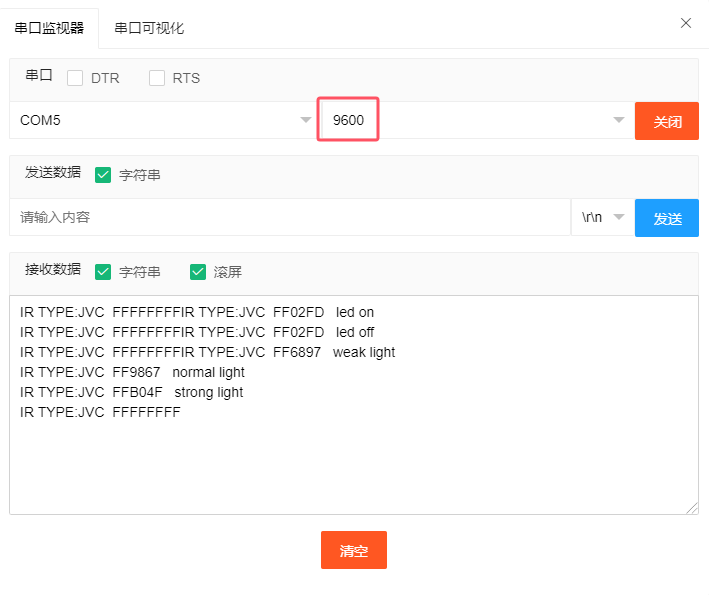 串口监视器 串口可视化
串口 DTR RTS
COM5 9600 关闭
发送数据 字符串
请输入内容 \r\n 发送
接收数据 字符串 滚屏
IR TYPE:JVC  FFFFFFFFIR TYPE:JVC  FF02FD   led on
IR TYPE:JVC  FFFFFFFFIR TYPE:JVC  FF02FD   led off
IR TYPE:JVC  FFFFFFFFIR TYPE:JVC  FF6897   weak light
IR TYPE:JVC  FF9867   normal light
IR TYPE:JVC  FFB04F   strong light
IR TYPE:JVC  FFFFFFFF
清空